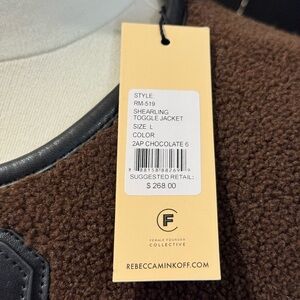 STYLE:
RM-519
SHEARLING
TOGGLE JACKET
SIZE: L
COLOR
2AP CHOCOLATE 6
SUGGESTED RETAIL:
$ 268.00
F
FEMALE FOUNDER
COLLECTIVE
REBECCAMINKOFF.COM